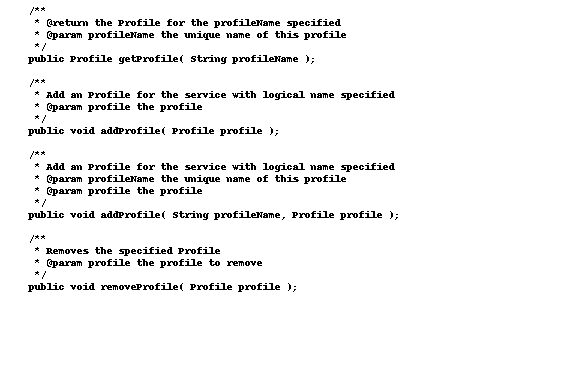 /**
 * @return the Profile for the profileName specified
 * @param profileName the unique name of this profile
 */
public Profile getProfile( String profileName );

/**
 * Add an Profile for the service with logical name specified
 * @param profile the profile
 */
public void addProfile( Profile profile );

/**
 * Add an Profile for the service with logical name specified
 * @param profileName the unique name of this profile
 * @param profile the profile
 */
public void addProfile( String profileName, Profile profile );

/**
 * Removes the specified Profile
 * @param profile the profile to remove
 */
public void removeProfile( Profile profile );